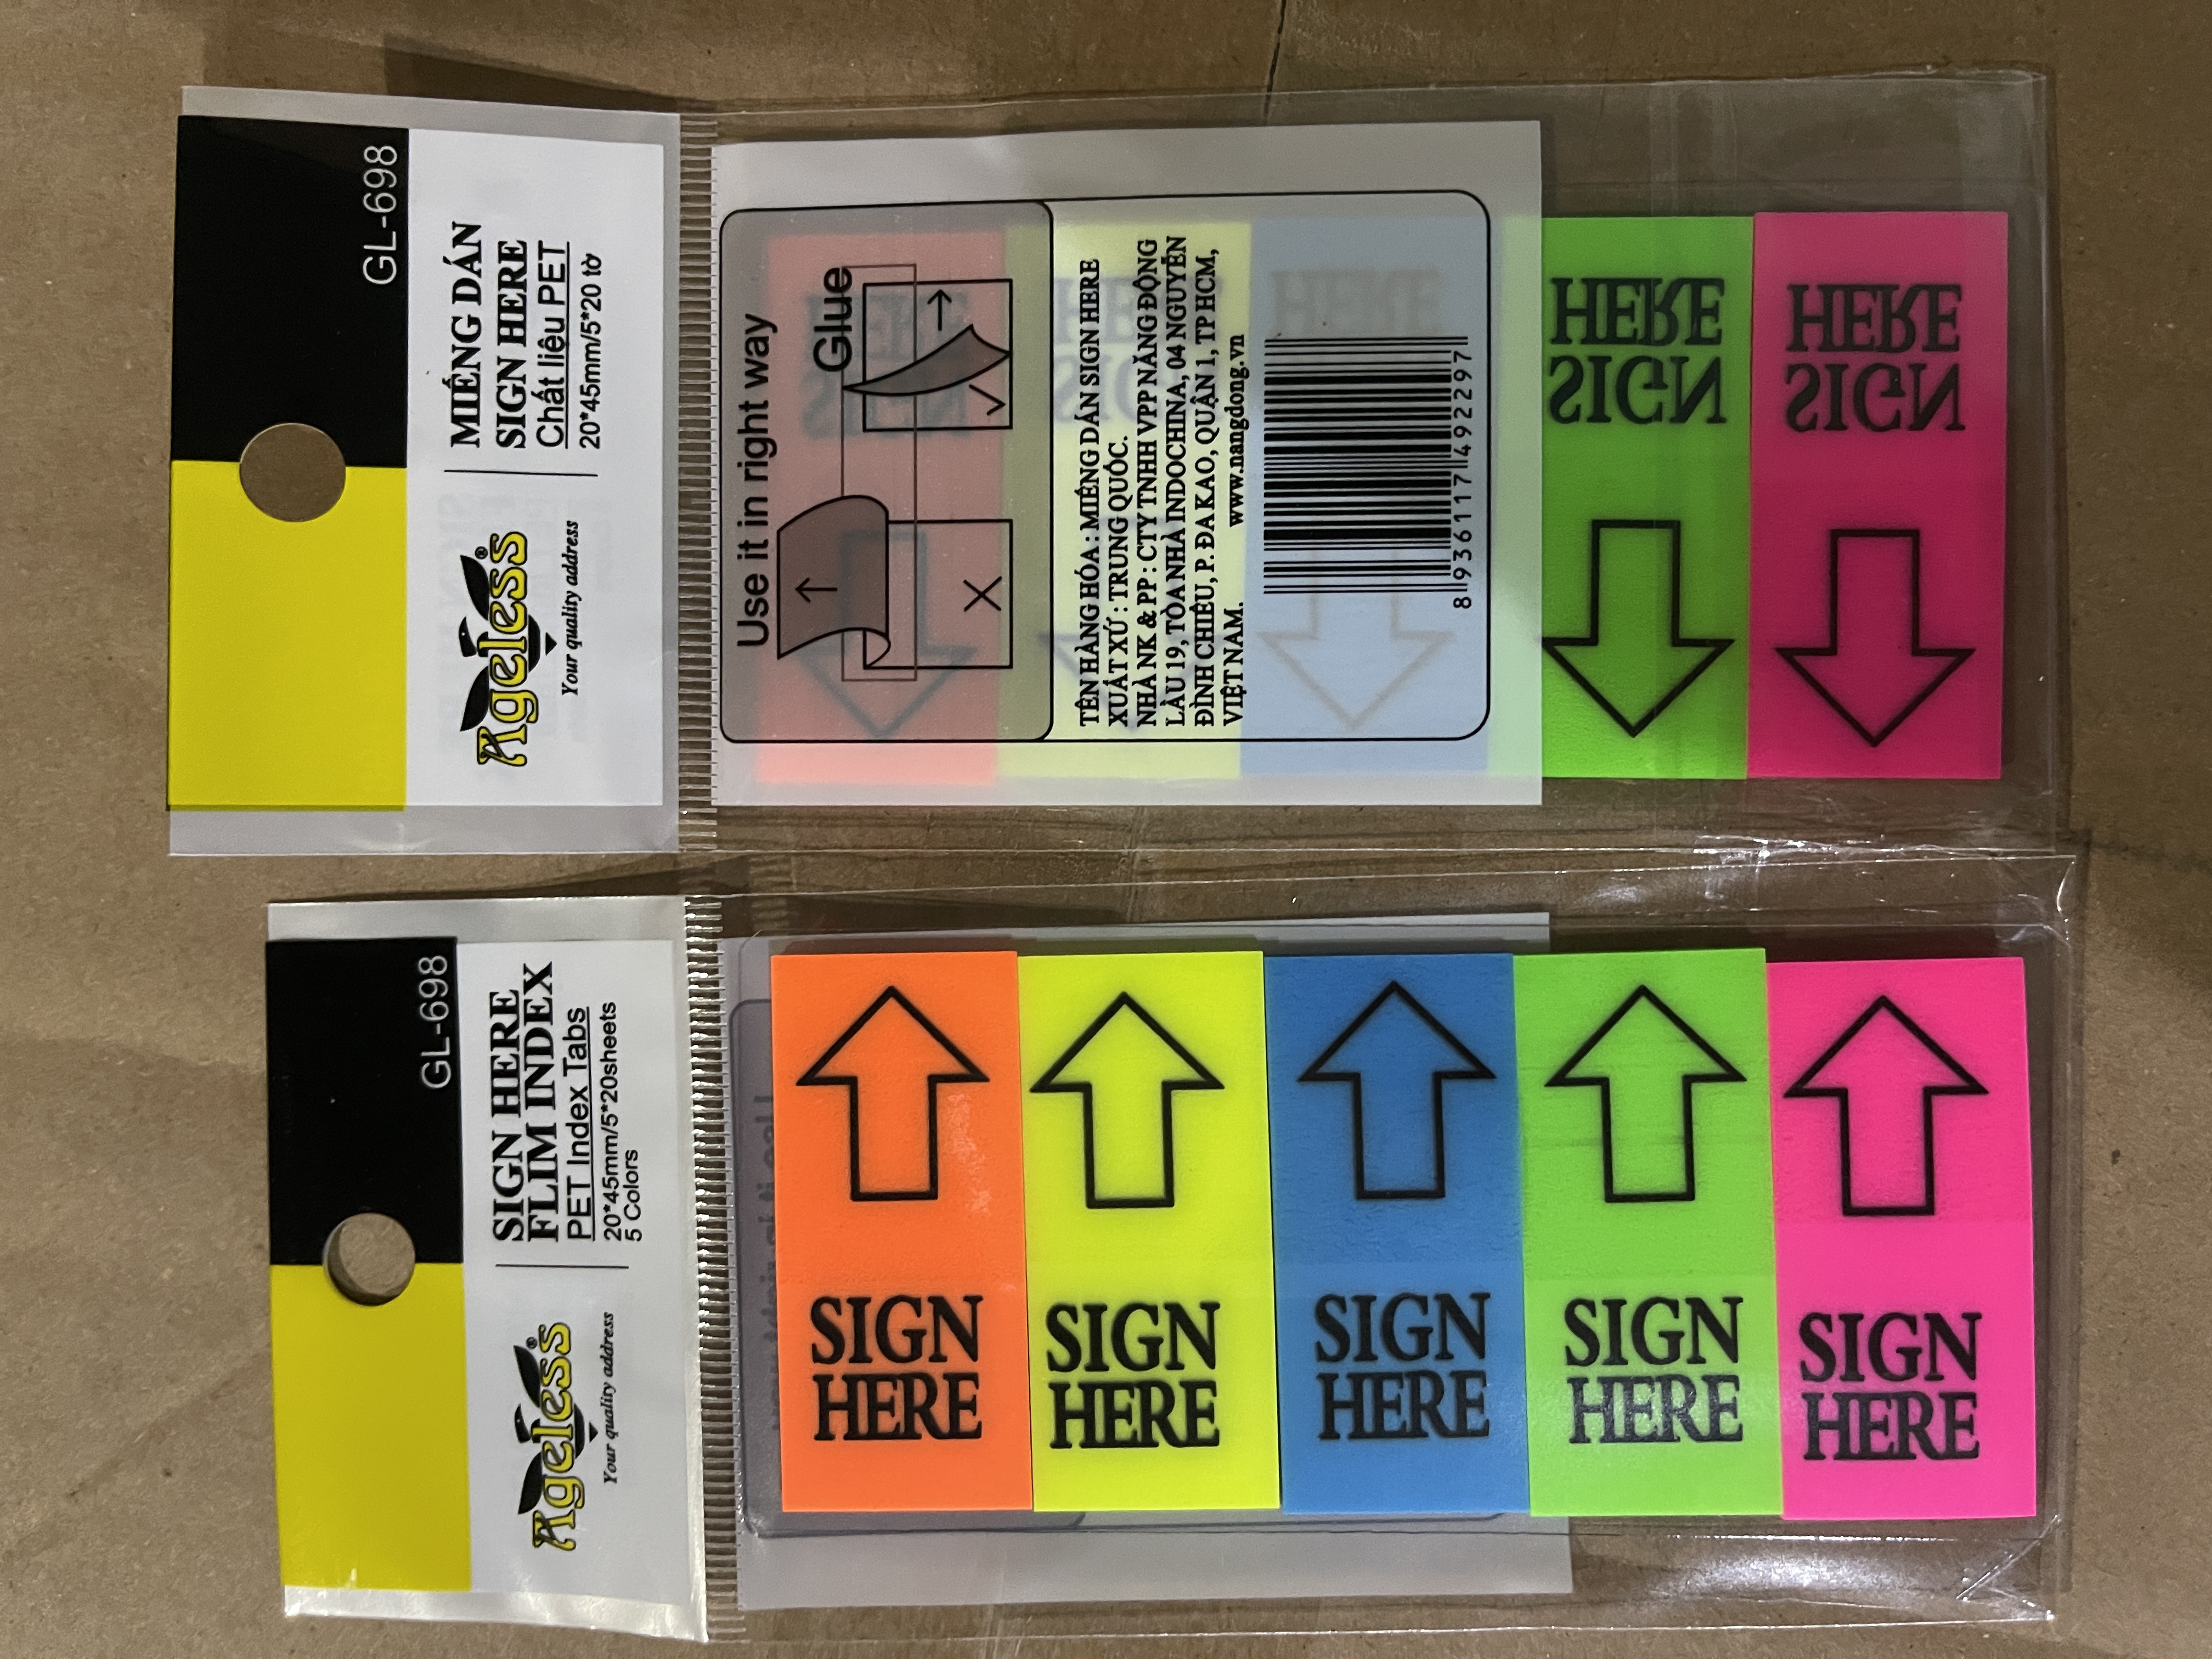 GL-698
Ageless®
Your quality address
MIẾNG DÁN
SIGN HERE
Chất liệu PET
20*45mm/5*20 tờ
Use it in right way
Glue
TÊN HÀNG HÓA : MIẾNG DÁN SIGN HERE
XUẤT XỨ : TRUNG QUỐC.
NHÀ NK & PP : CTY TNHH VPP NĂNG ĐỘNG
LẦU 19, TÒA NHÀ INDOCHINA, 04 NGUYỄN
ĐÌNH CHIỂU, P. ĐA KAO, QUẬN 1, TP HCM,
VIỆT NAM. www.nangdong.vn
8 936117 492297
SIGN
HERE
SIGN
HERE
GL-698
Ageless®
Your quality address
SIGN HERE
FLIM INDEX
PET Index Tabs
20*45mm/5*20sheets
5 Colors
SIGN
HERE
SIGN
HERE
SIGN
HERE
SIGN
HERE
SIGN
HERE